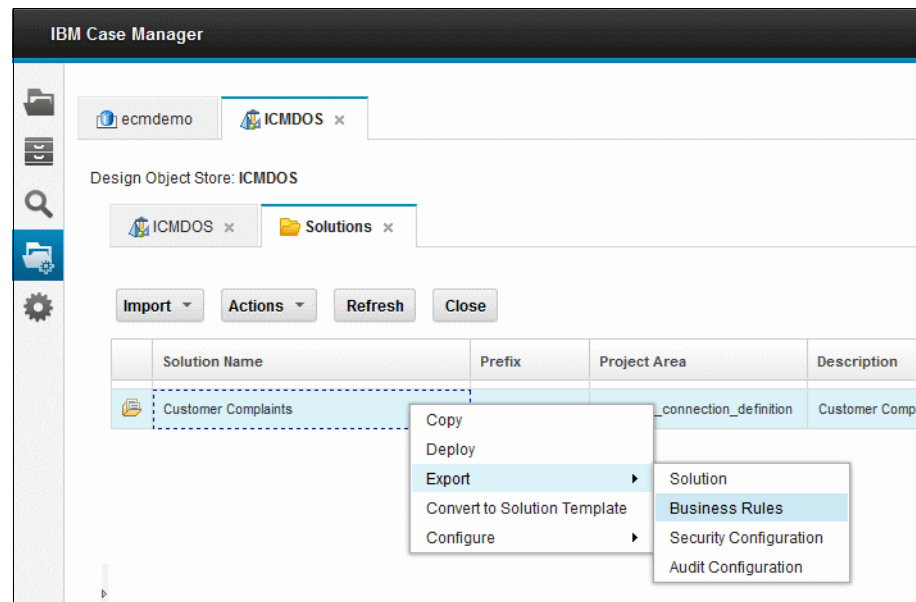 IBM Case Manager
ecmdemo
ICMDOS
Design Object Store: ICMDOS
ICMDOS
Solutions
Import
Actions
Refresh
Close
Solution Name
Prefix
Project Area
Description
Customer Complaints
_connection_definition
Customer Comp
Copy
Deploy
Export
Convert to Solution Template
Configure
Solution
Business Rules
Security Configuration
Audit Configuration